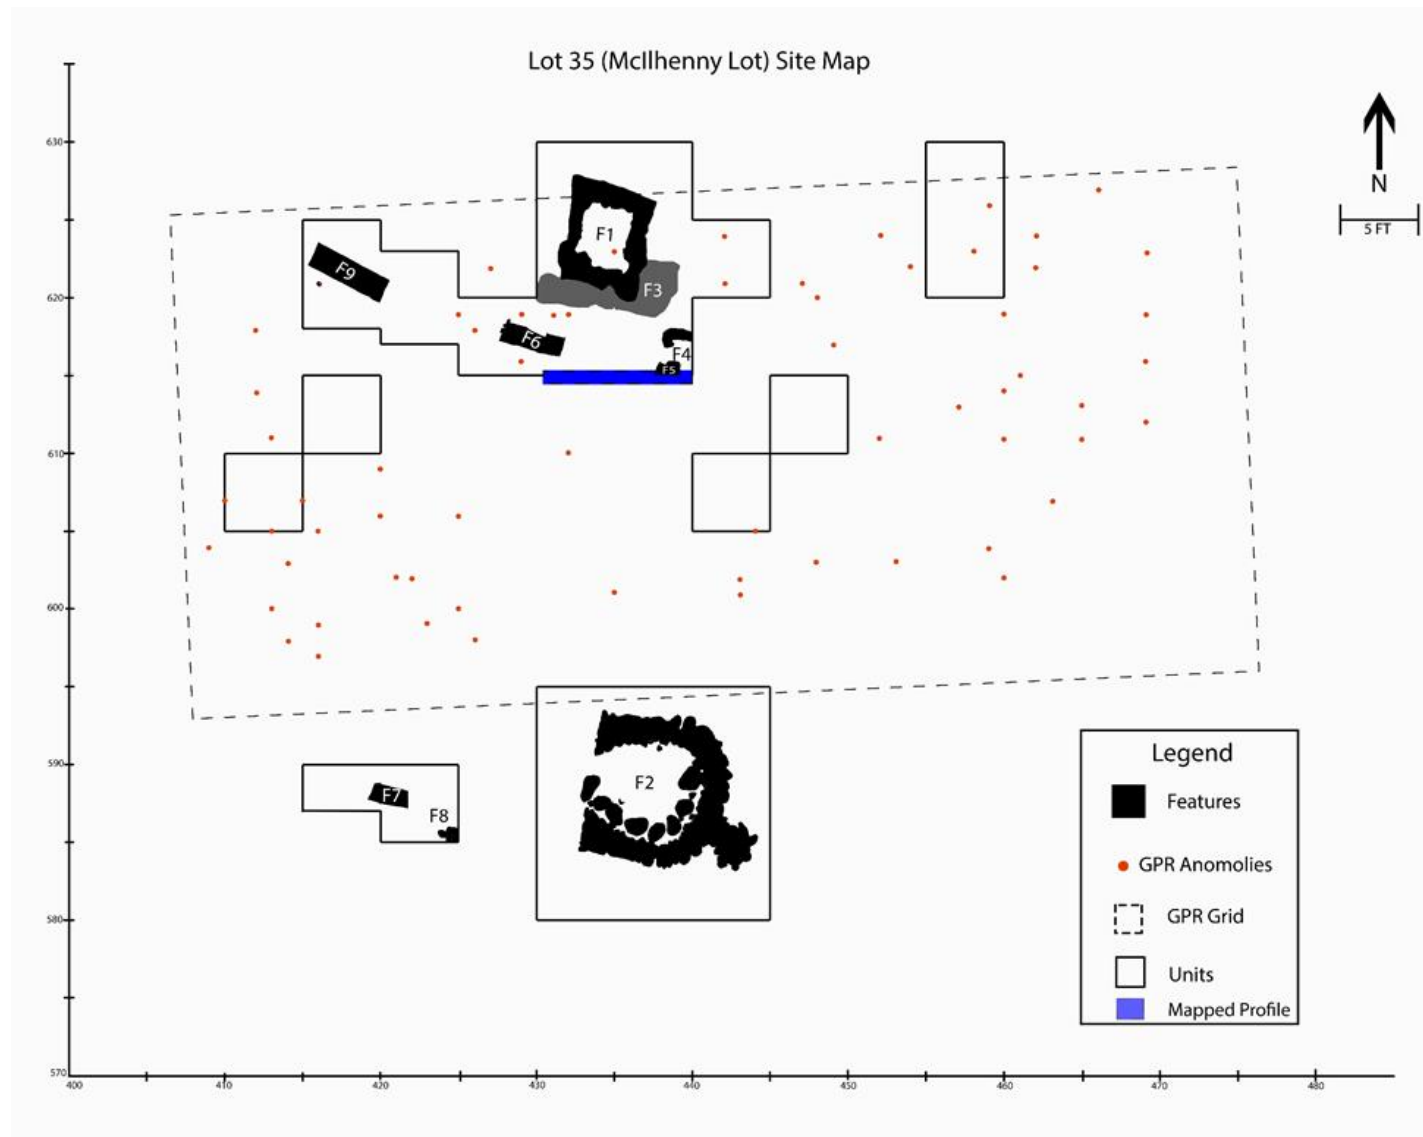 Lot 35 (McIlhenny Lot) Site Map
N
5 FT
630
620
610
600
590
580
570
400
410
420
430
440
450
460
470
480
F1
F9
F3
F6
F4
F5
F2
F7
F8
Legend
Features
GPR Anomolies
GPR Grid
Units
Mapped Profile